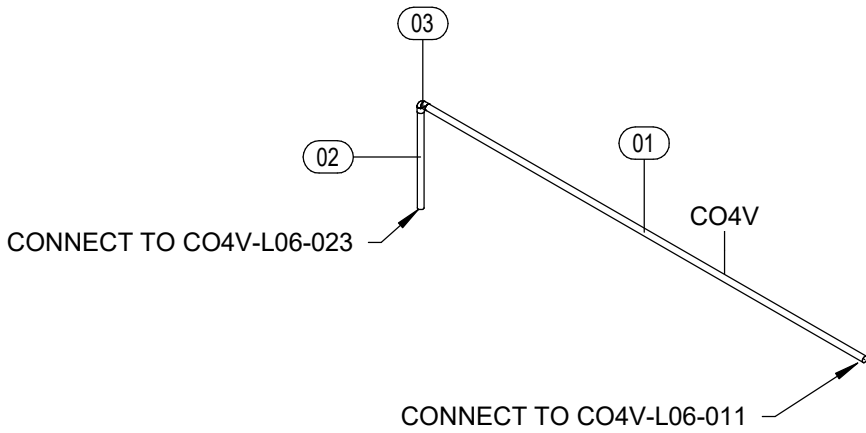 03
02
01
CO4V
CONNECT TO CO4V-L06-023
CONNECT TO CO4V-L06-011